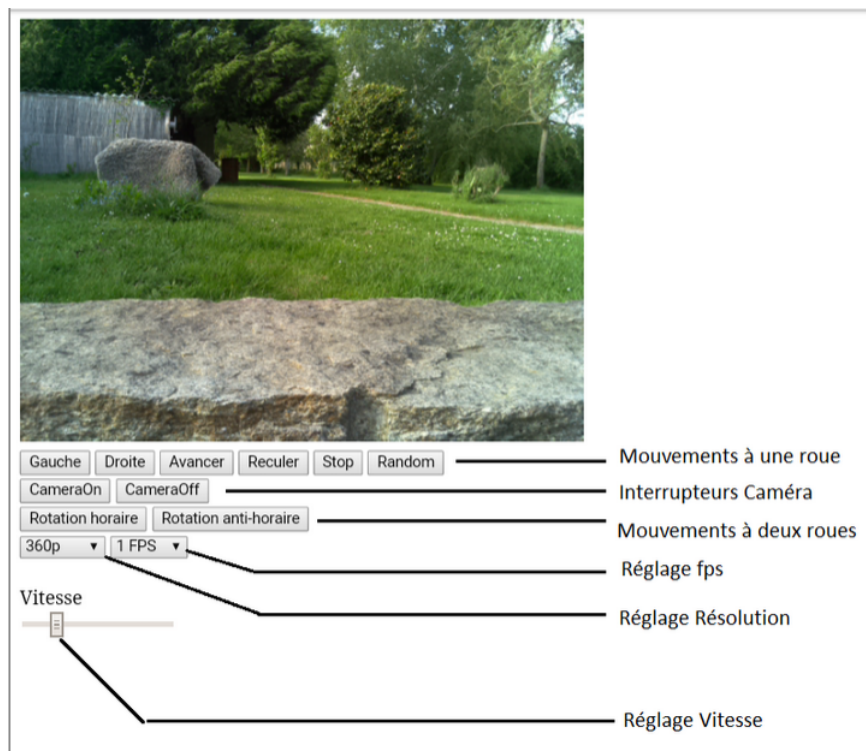 Gauche Droite Avancer Reculer Stop Random
Mouvements à une roue
CameraOn CameraOff
Interrupteurs Caméra
Rotation horaire Rotation anti-horaire
Mouvements à deux roues
360p 1 FPS
Réglage fps
Vitesse
Réglage Résolution
Réglage Vitesse